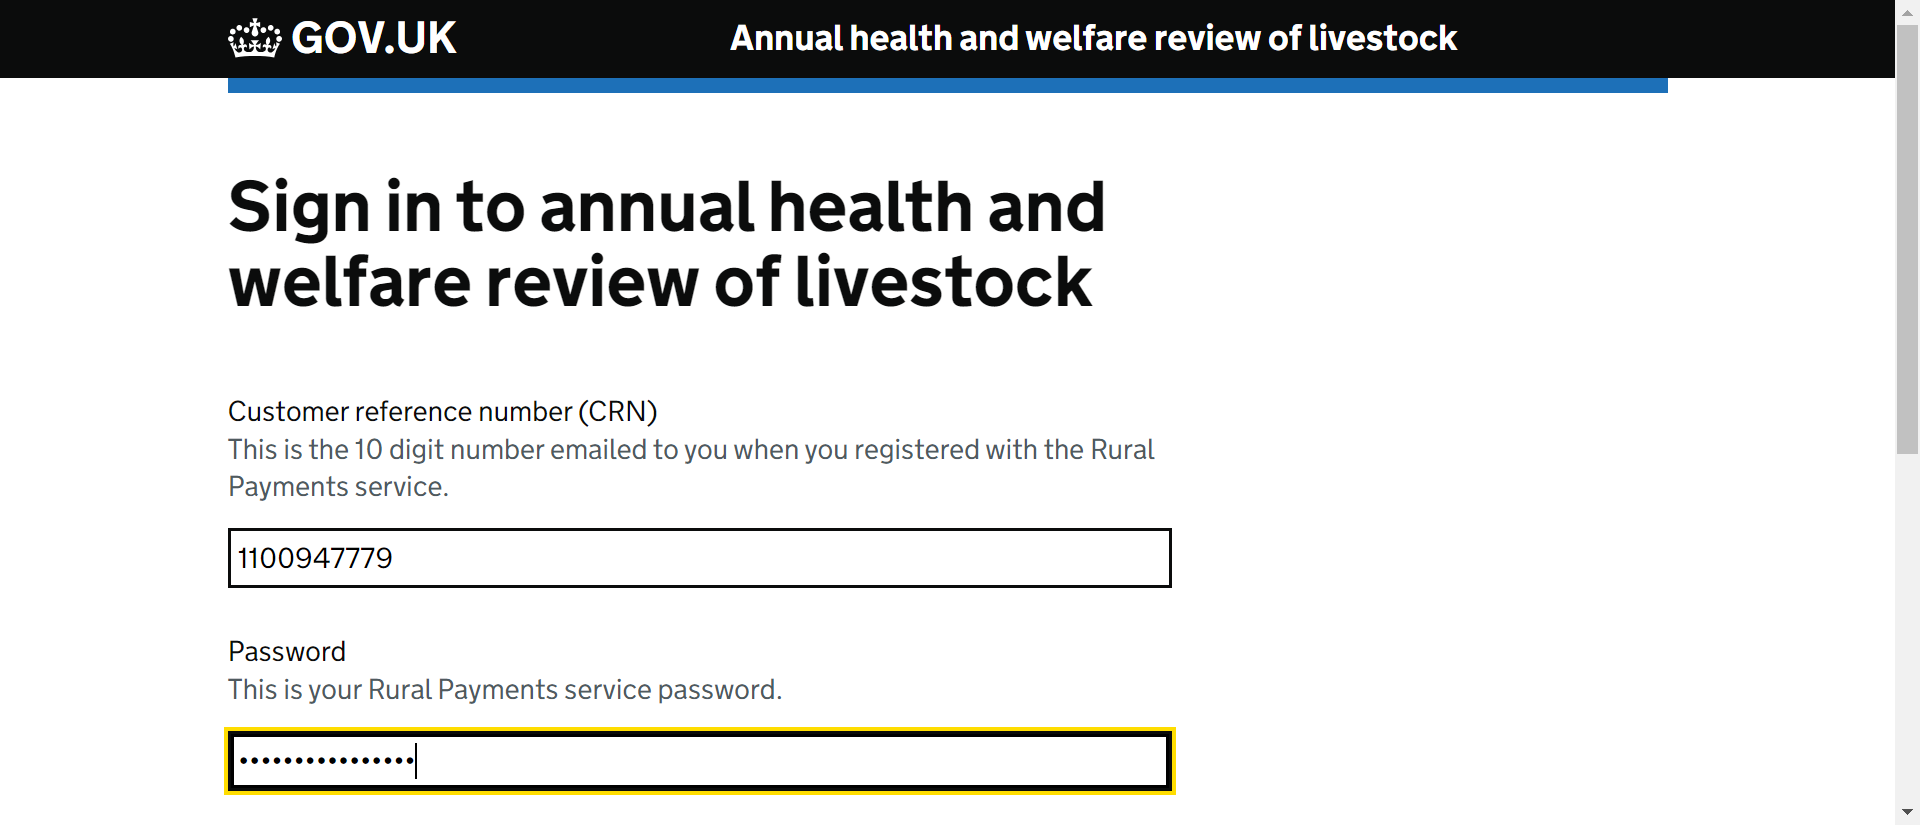 GOV.UK
Annual health and welfare review of livestock
Sign in to annual health and
welfare review of livestock
Customer reference number (CRN)
This is the 10 digit number emailed to you when you registered with the Rural
Payments service.
1100947779
Password
This is your Rural Payments service password.
••••••••••••••••